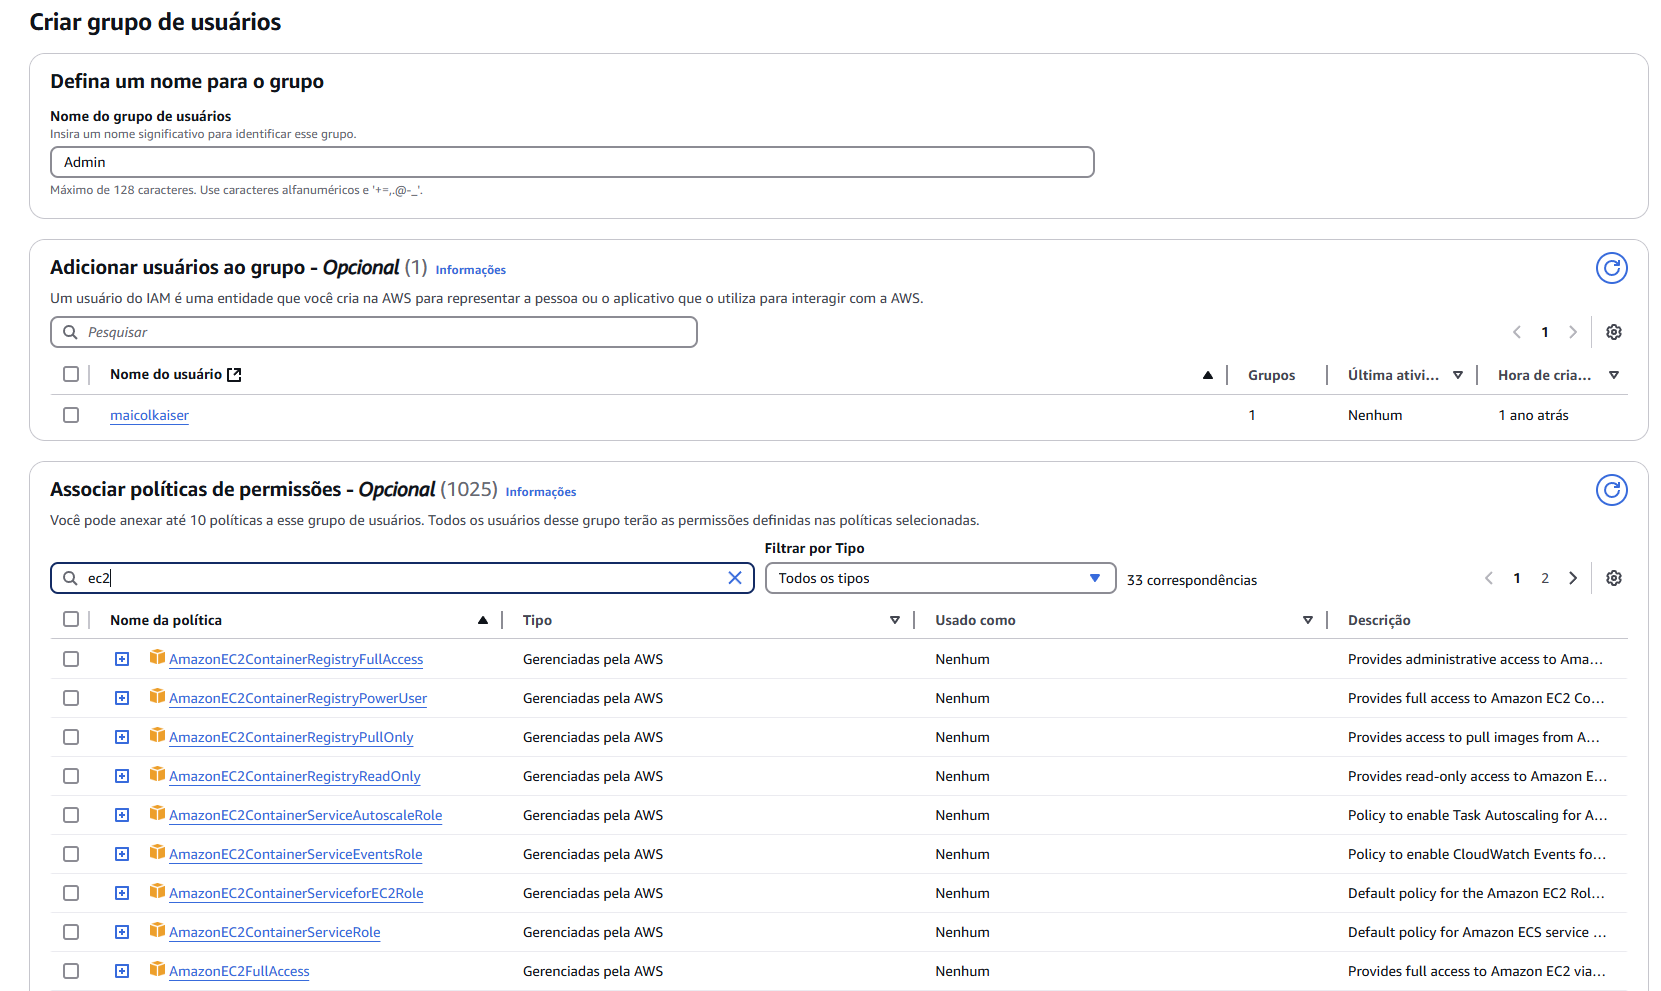 Criar grupo de usuários
Defina um nome para o grupo
Nome do grupo de usuários
Insira um nome significativo para identificar esse grupo.
Admin
Máximo de 128 caracteres. Use caracteres alfanuméricos e '+=,.@-_'.
Adicionar usuários ao grupo - Opcional (1) Informações
Um usuário do IAM é uma entidade que você cria na AWS para representar a pessoa ou o aplicativo que o utiliza para interagir com a AWS.
Pesquisar
1
Nome do usuário Grupos Última ativi... Hora de cria...
maicolkaiser 1 Nenhum 1 ano atrás
Associar políticas de permissões - Opcional (1025) Informações
Você pode anexar até 10 políticas a esse grupo de usuários. Todos os usuários desse grupo terão as permissões definidas nas políticas selecionadas.
Filtrar por Tipo
ec2 Todos os tipos 33 correspondências 1 2
Nome da política Tipo Usado como Descrição
AmazonEC2ContainerRegistryFullAccess Gerenciadas pela AWS Nenhum Provides administrative access to Ama...
AmazonEC2ContainerRegistryPowerUser Gerenciadas pela AWS Nenhum Provides full access to Amazon EC2 Co...
AmazonEC2ContainerRegistryPullOnly Gerenciadas pela AWS Nenhum Provides access to pull images from A...
AmazonEC2ContainerRegistryReadOnly Gerenciadas pela AWS Nenhum Provides read-only access to Amazon E...
AmazonEC2ContainerServiceAutoscaleRole Gerenciadas pela AWS Nenhum Policy to enable Task Autoscaling for A...
AmazonEC2ContainerServiceEventsRole Gerenciadas pela AWS Nenhum Policy to enable CloudWatch Events fo...
AmazonEC2ContainerServiceforEC2Role Gerenciadas pela AWS Nenhum Default policy for the Amazon EC2 Rol...
AmazonEC2ContainerServiceRole Gerenciadas pela AWS Nenhum Default policy for Amazon ECS service ...
AmazonEC2FullAccess Gerenciadas pela AWS Nenhum Provides full access to Amazon EC2 via...